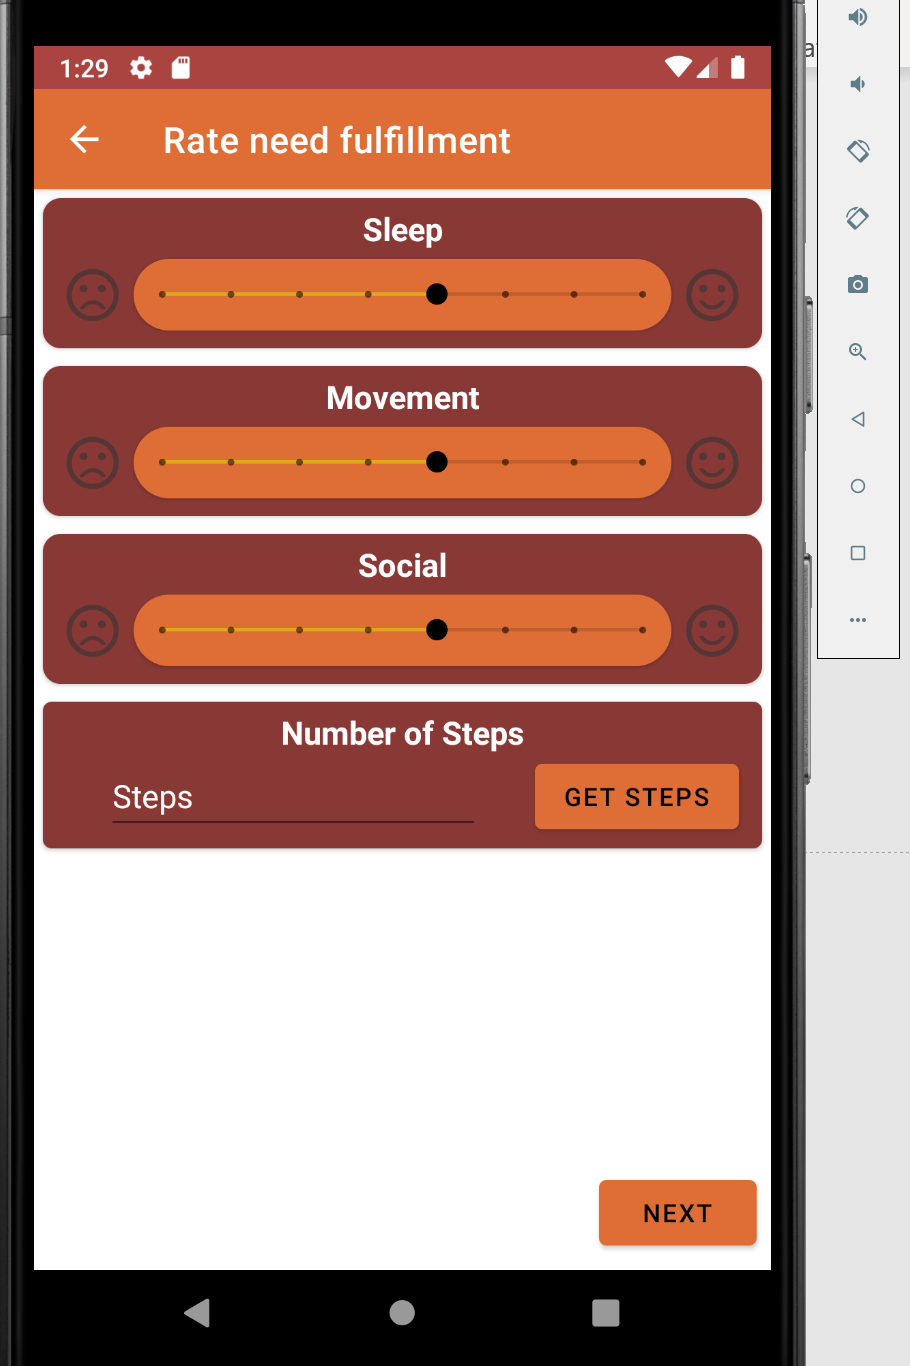 1:29
Rate need fulfillment
Sleep
Movement
Social
Number of Steps
Steps
GET STEPS
NEXT